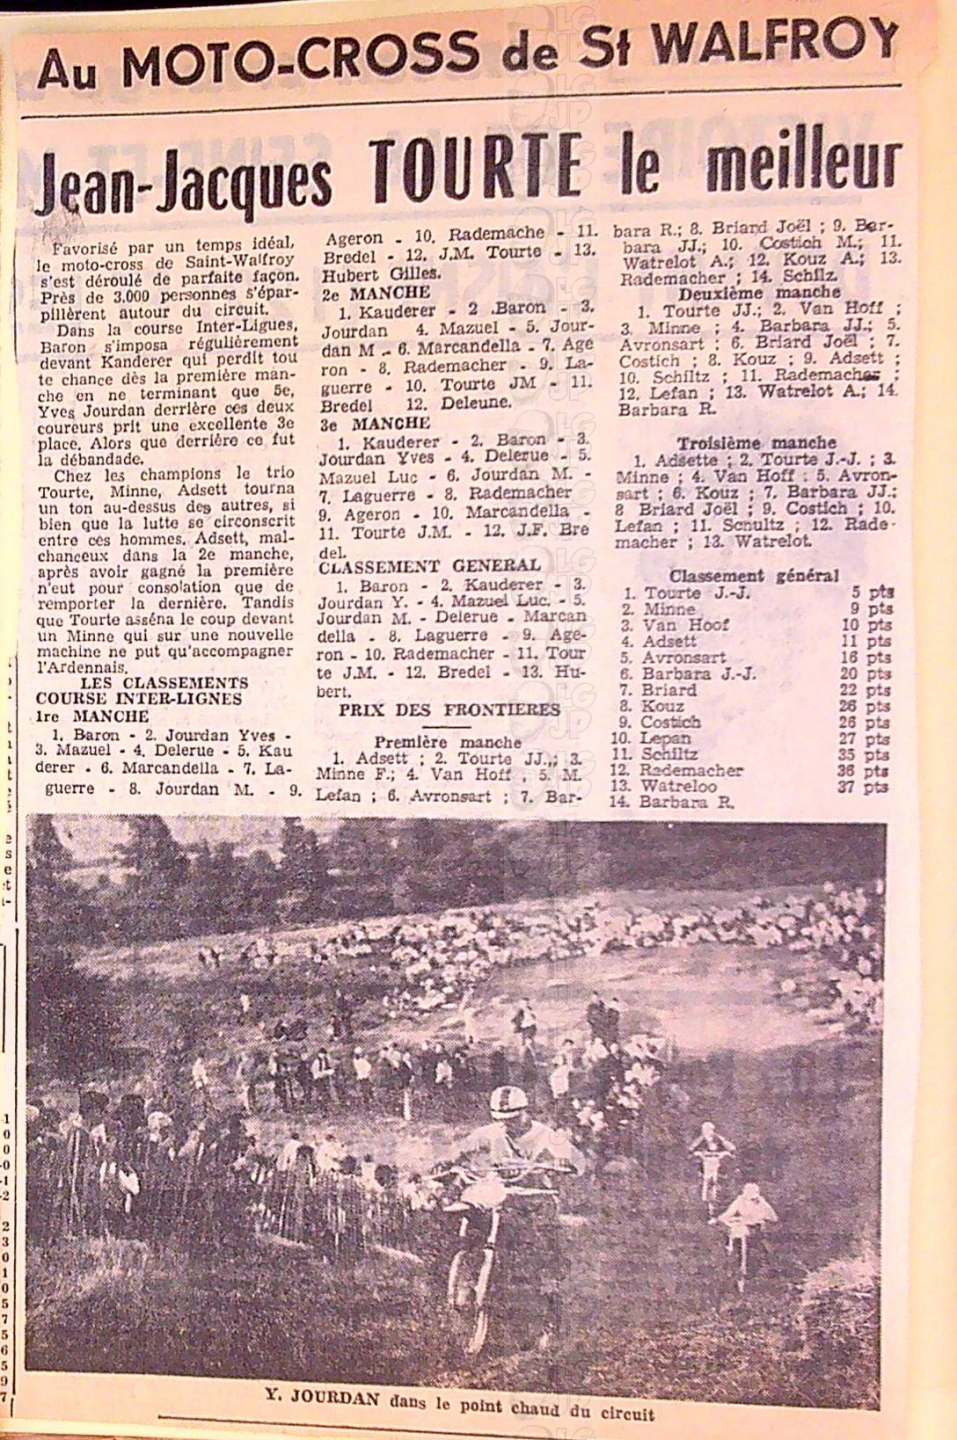 Au MOTO-CROSS de St WALFROY
Jean-Jacques TOURTE le meilleur
Favorisé par un temps idéal,
le moto-cross de Saint-Walfroy
s'est déroulé de parfaite façon.
Près de 3.000 personnes s'épar-
pillèrent autour du circuit.
Dans la course Inter-Ligues,
Baron s'imposa régulièrement
devant Kanderer qui perdit tou
te chance dès la première man-
che en ne terminant que 5e,
Yves Jourdan derrière ces deux
coureurs prit une excellente 3e
place. Alors que derrière ce fut
la débandade.
Chez les champions le trio
Tourte, Minne, Adsett tourna
un ton au-dessus des autres, si
bien que la lutte se circonscrit
entre ces hommes. Adsett, mal-
chanceux dans la 2e manche,
après avoir gagné la première
n'eut pour consolation que de
remporter la dernière. Tandis
que Tourte asséna le coup devant
un Minne qui sur une nouvelle
machine ne put qu'accompagner
l'Ardennais.
LES CLASSEMENTS
COURSE INTER-LIGNES
1re MANCHE
1. Baron - 2. Jourdan Yves -
3. Mazuel - 4. Delerue - 5. Kau
derer - 6. Marcandella - 7. La-
guerre - 8. Jourdan M. - 9.
Ageron - 10. Rademache - 11.
Bredel - 12. J.M. Tourte - 13.
Hubert Gilles.
2e MANCHE
1. Kauderer - 2 .Baron - 3.
Jourdan 4. Mazuel - 5. Jour-
dan M .- 6. Marcandella - 7. Age
ron - 8. Rademacher - 9. La-
guerre - 10. Tourte JM - 11.
Bredel 12. Deleune.
3e MANCHE
1. Kauderer - 2. Baron - 3.
Jourdan Yves - 4. Delerue - 5.
Mazuel Luc - 6. Jourdan M. -
7. Laguerre - 8. Rademacher
9. Ageron - 10. Marcandella -
11. Tourte J.M. - 12. J.F. Bre
del.
CLASSEMENT GENERAL
1. Baron - 2. Kauderer - 3.
Jourdan Y. - 4. Mazuel Luc. - 5.
Jourdan M. - Delerue - Marcan
della - 8. Laguerre - 9. Age-
ron - 10. Rademacher - 11. Tour
te J.M. - 12. Bredel - 13. Hu-
bert.
PRIX DES FRONTIERES
Première manche
1. Adsett ; 2. Tourte JJ.,; 3.
Minne F.; 4. Van Hoff , 5. M.
Lefan ; 6. Avronsart ; 7. Bar-
bara R.; 8. Briard Joël ; 9. Bar-
bara JJ.; 10. Costich M.; 11.
Watrelot A.; 12. Kouz A.; 13.
Rademacher ; 14. Schilz.
Deuxième manche
1. Tourte JJ.; 2. Van Hoff ;
3. Minne ; 4. Barbara JJ.; 5.
Avronsart ; 6. Briard Joël ; 7.
Costich ; 8. Kouz ; 9. Adsett ;
10. Schiltz ; 11. Rademacher ;
12. Lefan ; 13. Watrelot A.; 14.
Barbara R.
Troisième manche
1. Adsette ; 2. Tourte J.-J. ; 3.
Minne ; 4. Van Hoff : 5. Avron-
sart ; 6. Kouz ; 7. Barbara JJ.;
8 Briard Joël ; 9. Costich ; 10.
Lefan ; 11. Scnultz ; 12. Rade-
macher ; 13. Watrelot.
Classement général
1. Tourte J.-J. 5 pts
2. Minne 9 pts
3. Van Hoof 10 pts
4. Adsett 11 pts
5. Avronsart 16 pts
6. Barbara J.-J. 20 pts
7. Briard 22 pts
8. Kouz 26 pts
9. Costich 26 pts
10. Lepan 27 pts
11. Schiltz 35 pts
12. Rademacher 36 pts
13. Watreloo 37 pts
14. Barbara R.
Y. JOURDAN dans le point chaud du circuit